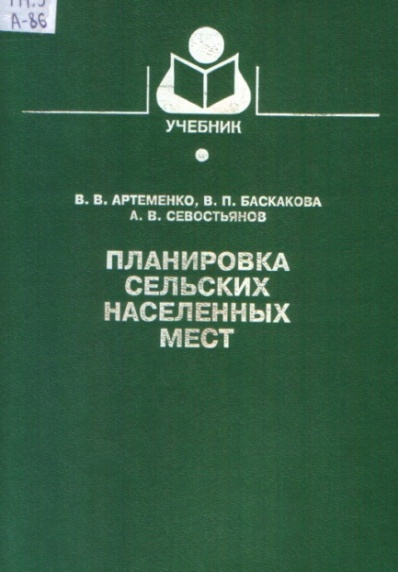 А-86
УЧЕБНИК
В. В. АРТЕМЕНКО, В. П. БАСКАКОВА
А. В. СЕВОСТЬЯНОВ
ПЛАНИРОВКА
СЕЛЬСКИХ
НАСЕЛЕННЫХ
МЕСТ